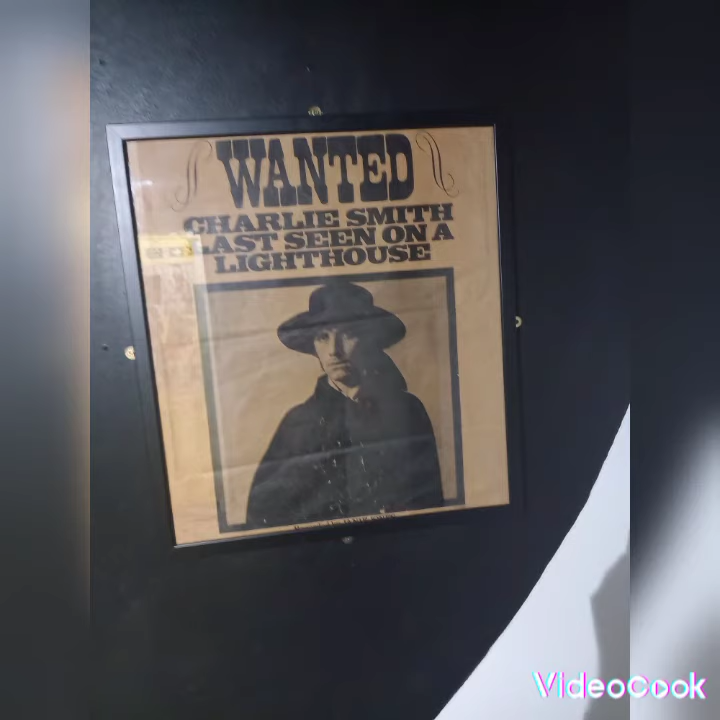 WANTED
CHARLIE SMITH
LAST SEEN ON A
LIGHTHOUSE
VideoCook